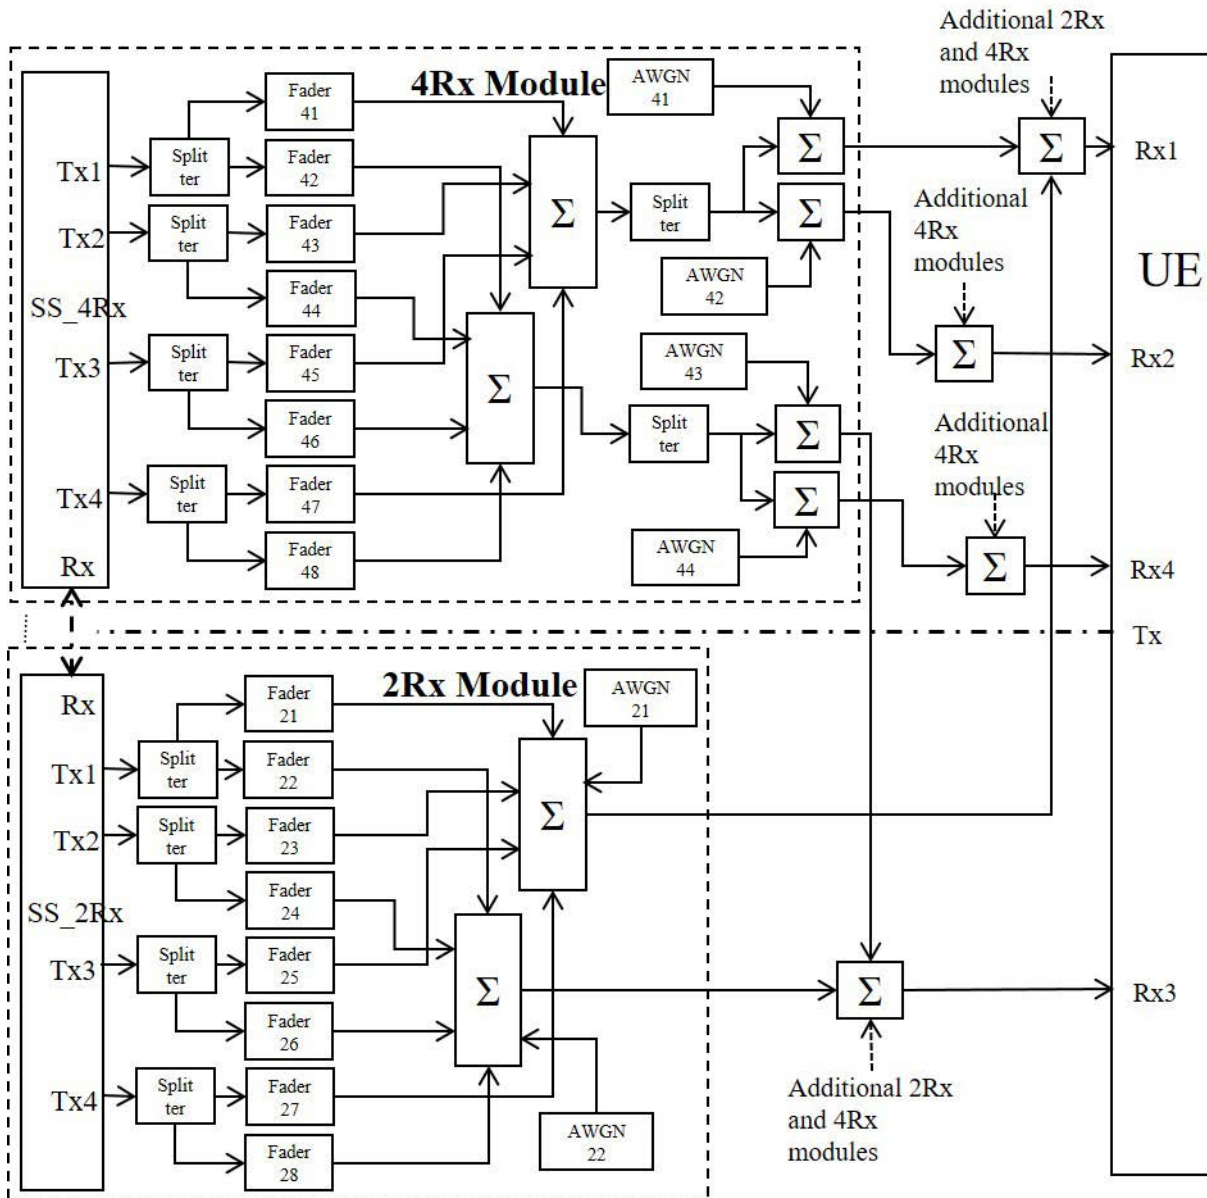 Additional 2Rx
and 4Rx
modules
4Rx Module
Fader
41
AWGN
41
Tx1
Split
ter
Fader
42
Σ
Σ
Σ
Rx1
Tx2
Split
ter
Fader
43
Split
ter
Σ
Additional
4Rx
modules
UE
Fader
44
AWGN
42
SS_4Rx
Tx3
Split
ter
Fader
45
Σ
AWGN
43
Σ
Rx2
Fader
46
Split
ter
Σ
Additional
4Rx
modules
Tx4
Split
ter
Fader
47
Σ
Fader
48
AWGN
44
Σ
Rx4
Rx
Tx
2Rx Module
Rx
Fader
21
AWGN
21
Tx1
Split
ter
Fader
22
Tx2
Split
ter
Fader
23
Σ
Fader
24
SS_2Rx
Tx3
Split
ter
Fader
25
Σ
Σ
Rx3
Fader
26
Tx4
Split
ter
Fader
27
Additional 2Rx
and 4Rx
modules
Fader
28
AWGN
22